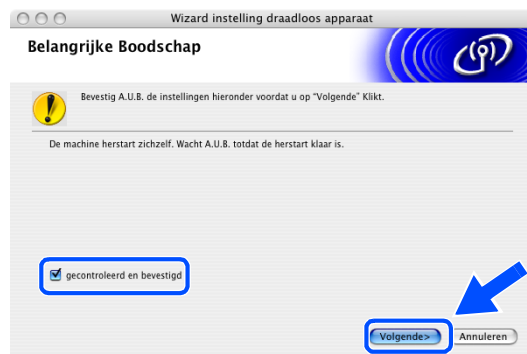 Wizard instelling draadloos apparaat
Belangrijke Boodschap
Bevestig A.U.B. de instellingen hieronder voordat u op "Volgende" Klikt.
De machine herstart zichzelf. Wacht A.U.B. totdat de herstart klaar is.
gecontroleerd en bevestigd
Volgende>
Annuleren